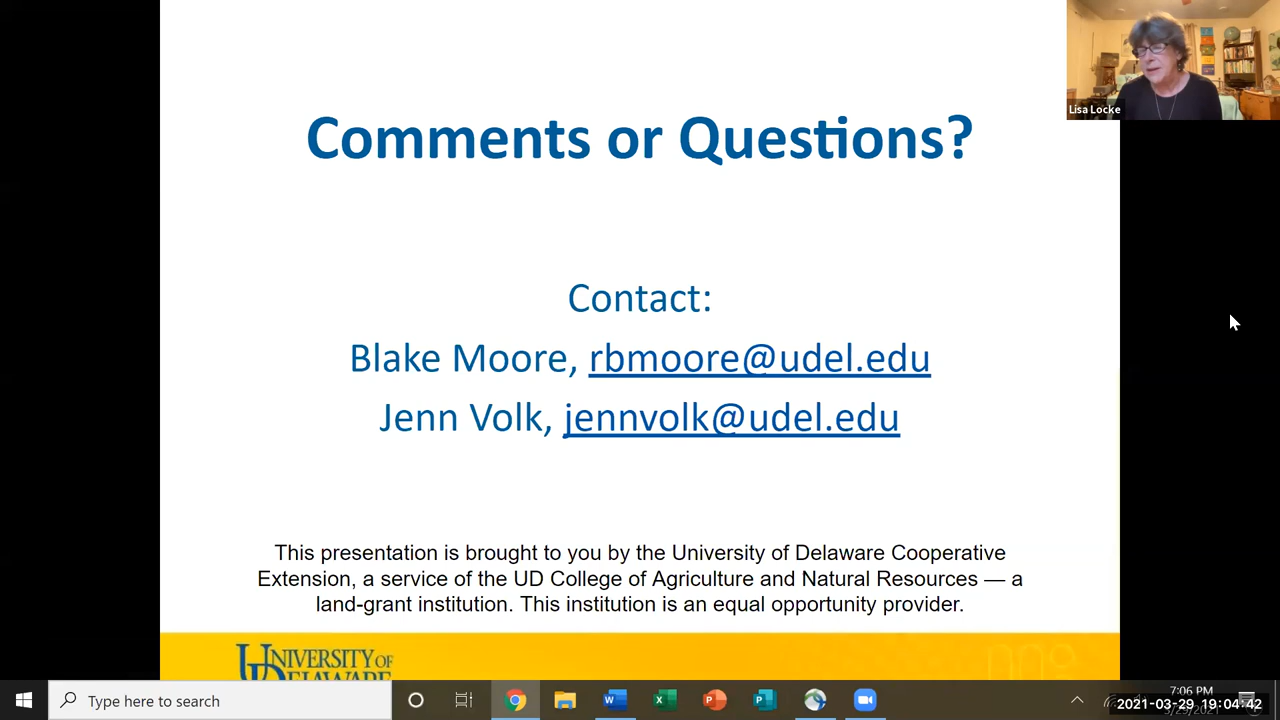 Lisa Locke
Comments or Questions?
Contact:
Blake Moore, rbmoore@udel.edu
Jenn Volk, jennvolk@udel.edu
This presentation is brought to you by the University of Delaware Cooperative
Extension, a service of the UD College of Agriculture and Natural Resources — a
land-grant institution. This institution is an equal opportunity provider.
UNIVERSITY OF
DELAWARE
Type here to search
7:06 PM
2021-03-29 19:04:42